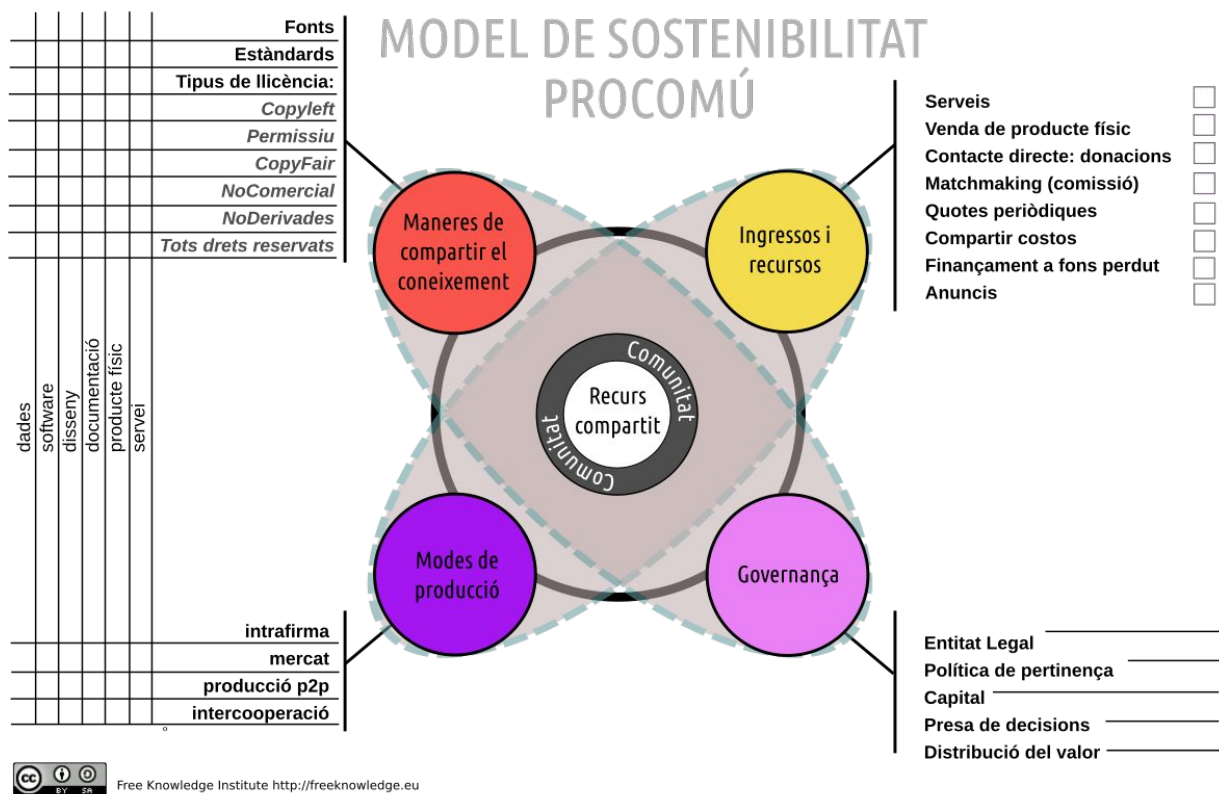 MODEL DE SOSTENIBILITAT
PROCOMÚ
Fonts
Estàndards
Tipus de llicència:
Copyleft
Permissiu
CopyFair
NoComercial
NoDerivades
Tots drets reservats
Serveis
Venda de producte físic
Contacte directe: donacions
Matchmaking (comissió)
Quotes periòdiques
Compartir costos
Finançament a fons perdut
Anuncis
Maneres de
compartir el
coneixement
Ingressos i
recursos
Comunitat
Recurs
compartit
Comunitat
dades
software
disseny
documentació
producte físic
servei
Modes de
producció
Governança
intrafirma
mercat
producció p2p
intercooperació
Entitat Legal
Política de pertinença
Capital
Presa de decisions
Distribució del valor
cc
BY SA
Free Knowledge Institute http://freeknowledge.eu